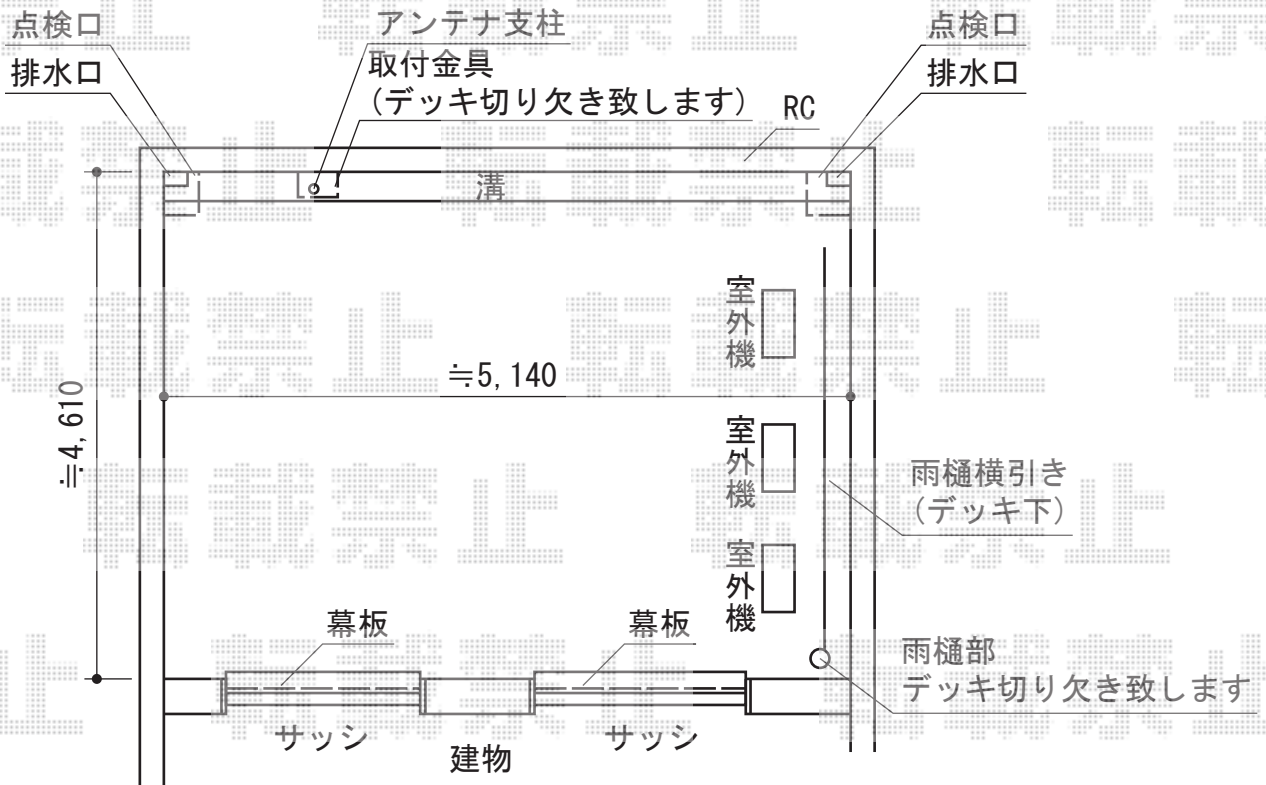 転載禁止
点検口
排水口
アンテナ支柱
取付金具
(デッキ切り欠き致します)
RC
点検口
排水口
溝
室外機
≒5,140
≒4,610
室外機
雨樋横引き
(デッキ下)
室外機
幕板
幕板
雨樋部
デッキ切り欠き致します
サッシ
サッシ
建物